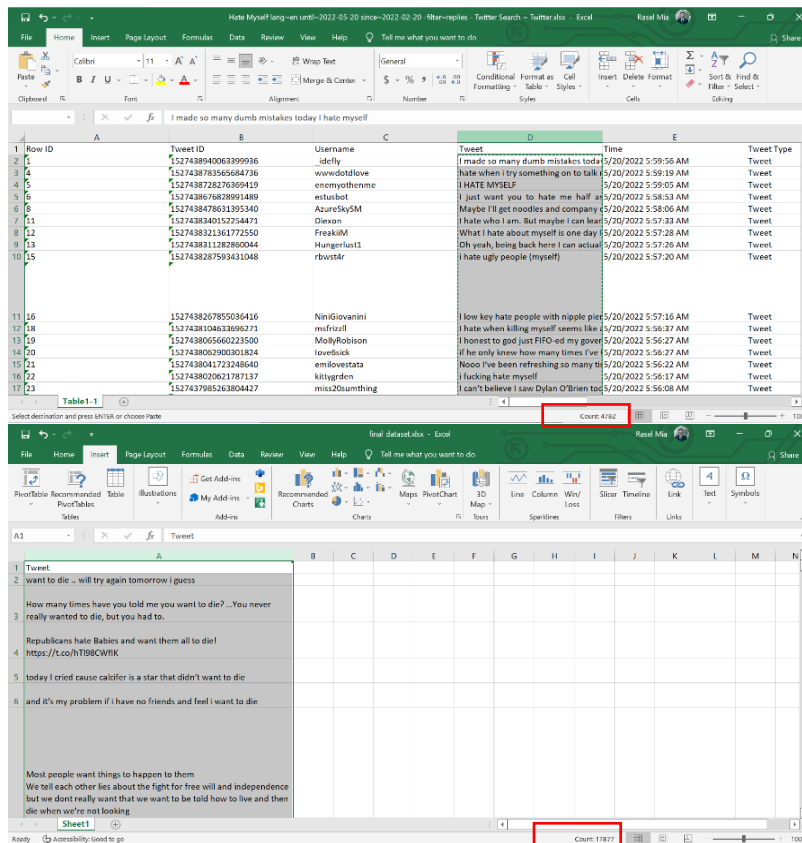 Hate Myself lang~en until~2022-05-20 since~2022-02-20 -filter~replies - Twitter Search ~ Twitter.xlsx - Excel Rasel Mia
File Home Insert Page Layout Formulas Data Review View Help Tell me what you want to do Share
Calibri 11 A A Wrap Text General
Paste B I U A Merge & Center $ % , Conditional Formatting Format as Table Cell Styles Insert Delete Format Sort & Filter Find & Select
Clipboard Font Alignment Number Styles Cells Editing
fx I made so many dumb mistakes today I hate myself
A B C D E
1 Row ID Tweet ID Username Tweet Time Tweet Type
2 1 1527438940063399936 _idefly I made so many dumb mistakes toda 5/20/2022 5:59:56 AM Tweet
3 4 1527438783565684736 wwwdotdlove hate when i try something on to talk 5/20/2022 5:59:19 AM Tweet
4 5 1527438728276369419 enemyothenme I HATE MYSELF 5/20/2022 5:59:05 AM Tweet
5 6 1527438676828991489 estusbot I just want you to hate me half as 5/20/2022 5:58:53 AM Tweet
6 8 1527438478631395340 AzureSkySM Maybe I'll get noodles and company 5/20/2022 5:58:06 AM Tweet
7 11 1527438340152254471 Diexon I hate who I am. But maybe I can lear 5/20/2022 5:57:33 AM Tweet
8 12 1527438321361772550 FreakiiM What I hate about myself is one day 5/20/2022 5:57:28 AM Tweet
9 13 1527438311282860044 Hungerlust1 Oh yeah, being back here I can actual 5/20/2022 5:57:26 AM Tweet
10 15 1527438287593431048 rbwst4r i hate ugly people (myself) 5/20/2022 5:57:20 AM Tweet
11 16 1527438267855036416 NiniGiovanini I low key hate people with nipple pier 5/20/2022 5:57:16 AM Tweet
12 18 1527438104633696271 msfrizzll I hate when killing myself seems like 5/20/2022 5:56:37 AM Tweet
13 19 1527438065660223500 MollyRobison I honest to god just FIFO-ed my gover 5/20/2022 5:56:27 AM Tweet
14 20 1527438062900301824 love6sick if he only knew how many times I've 5/20/2022 5:56:27 AM Tweet
15 21 1527438041723248640 emilovestata Nooo I've been refreshing so many ti 5/20/2022 5:56:22 AM Tweet
16 22 1527438020621787137 kittygrden i fucking hate myself 5/20/2022 5:56:17 AM Tweet
17 23 1527437985263804427 miss20sumthing I can't believe I saw Dylan O'Brien to 5/20/2022 5:56:08 AM Tweet
Table1-1
Select destination and press ENTER or choose Paste Count: 4782 100
final dataset.xlsx - Excel Rasel Mia
File Home Insert Page Layout Formulas Data Review View Help Tell me what you want to do Share
PivotTable Recommended PivotTables Table Illustrations Get Add-ins My Add-ins Recommended Charts Maps PivotChart 3D Map Line Column Win/Loss Slicer Timeline Link Text Symbols
Tables Add-ins Charts Tours Sparklines Filters Links
A1 fx Tweet
A B C D E F G H I J K L M N
1 Tweet
2 want to die .. will try again tomorrow i guess
How many times have you told me you want to die? ...You never
3 really wanted to die, but you had to.
Republicans hate Babies and want them all to die!
4 https://t.co/hTI98CWfIK
5 today I cried cause calcifer is a star that didn't want to die
6 and it's my problem if i have no friends and feel I want to die
Most people want things to happen to them
We tell each other lies about the fight for free will and independence
but we dont really want that we want to be told how to live and then
die when we're not looking
Sheet1
Ready Accessibility: Good to go Count: 17877 100